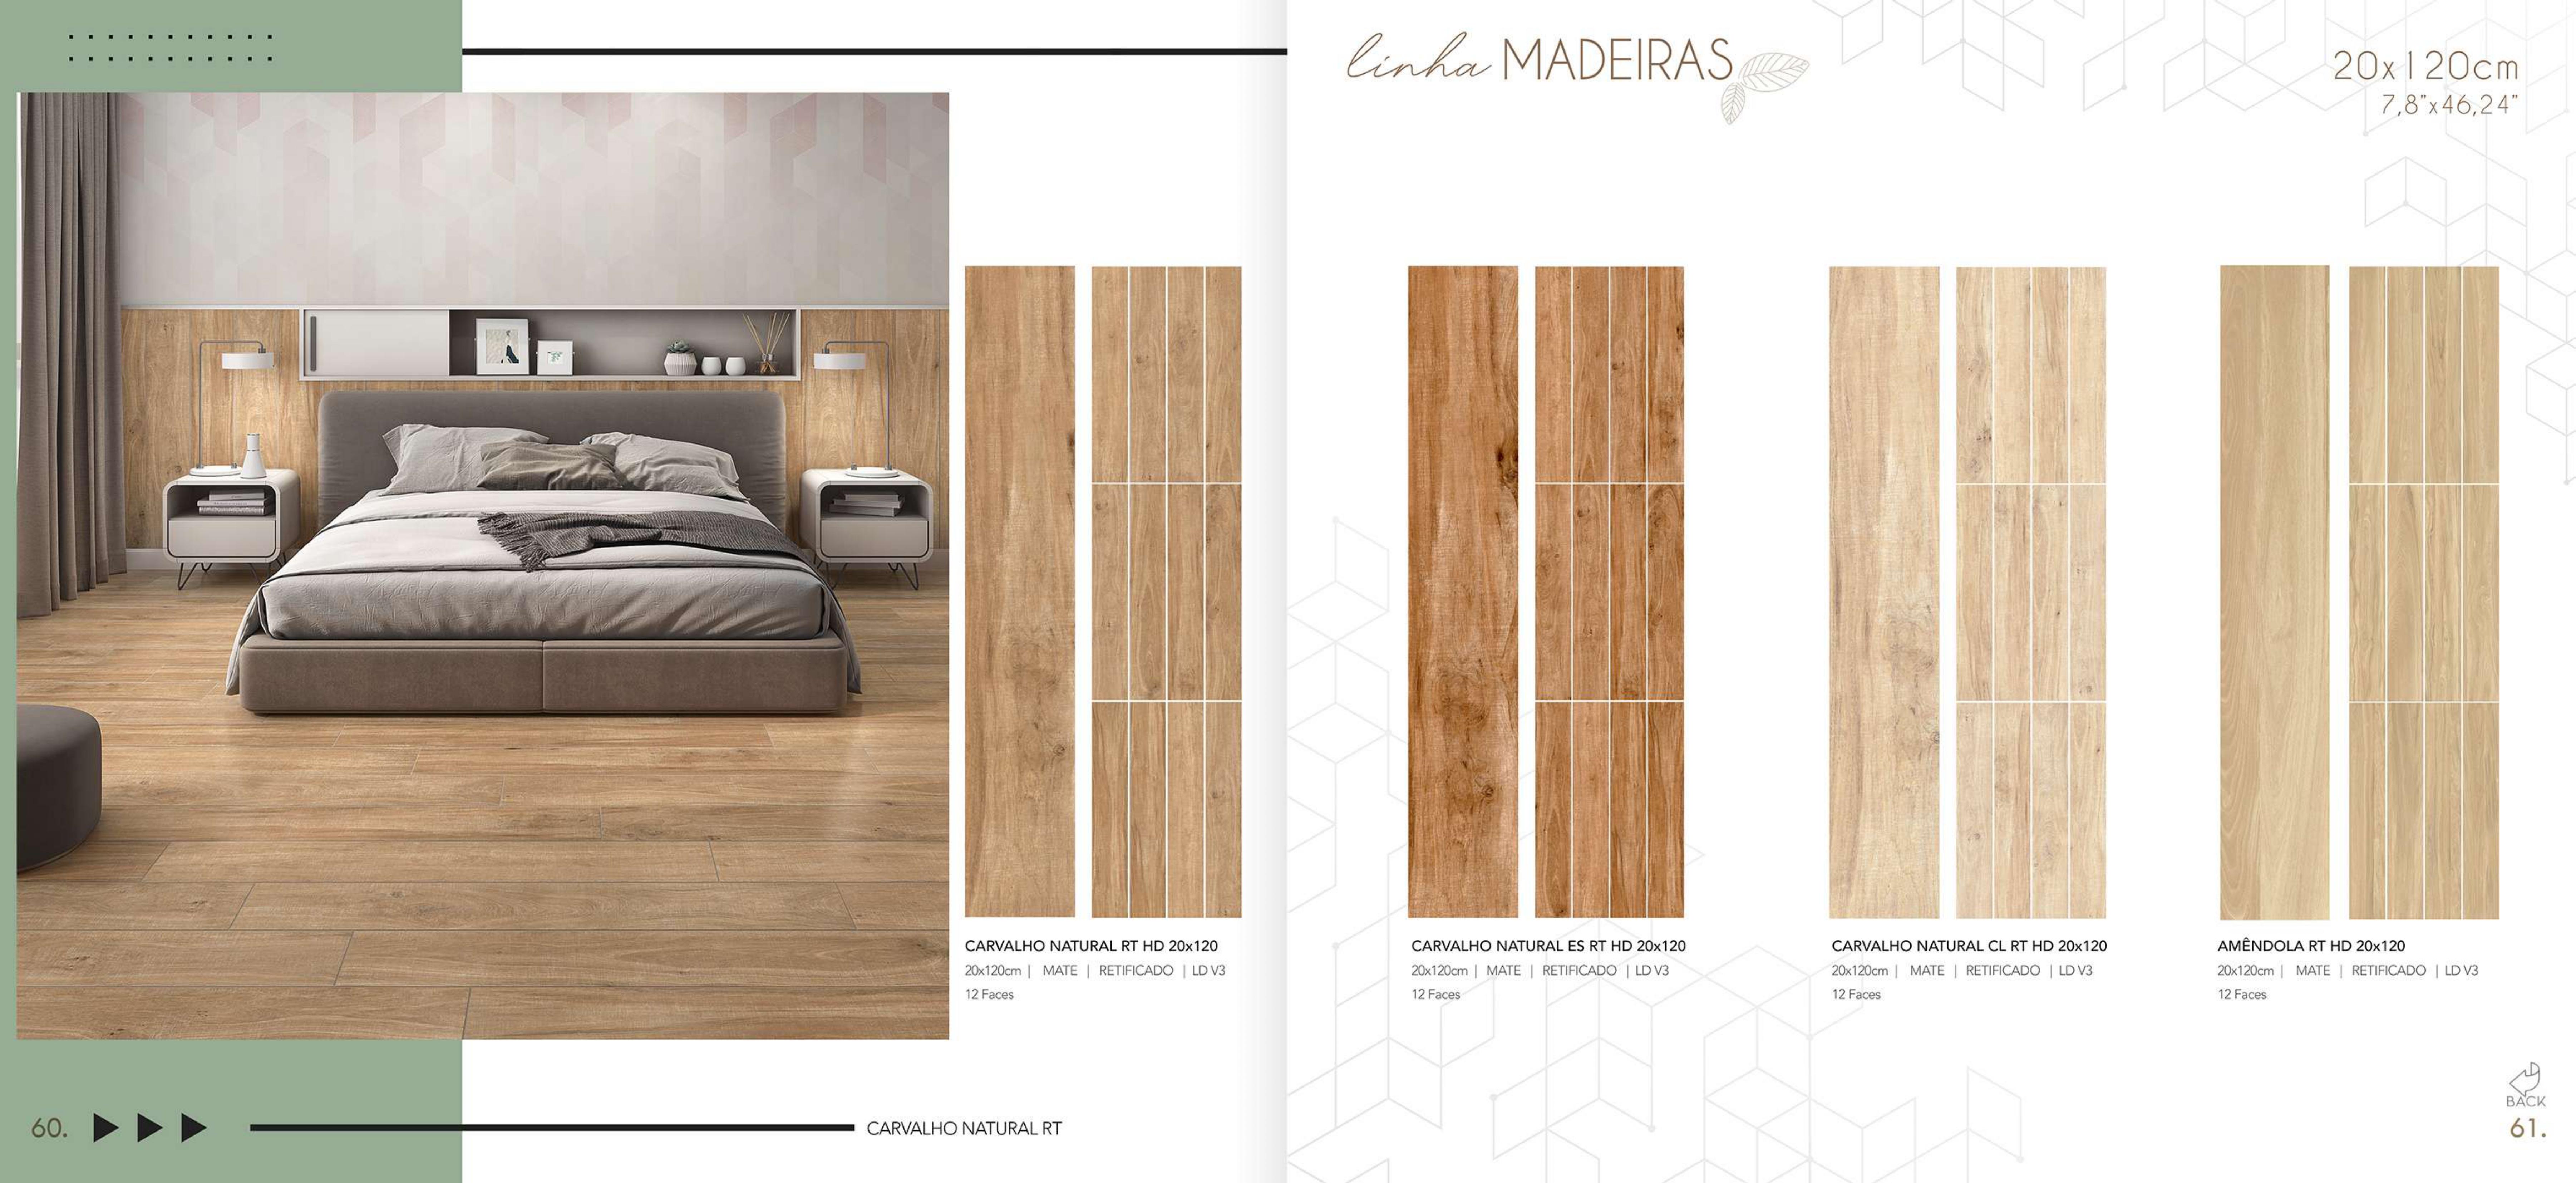 linha MADEIRAS
20x120cm
7,8"x46,24"
CARVALHO NATURAL RT HD 20x120
20x120cm | MATE | RETIFICADO | LD V3
12 Faces
CARVALHO NATURAL ES RT HD 20x120
20x120cm | MATE | RETIFICADO | LD V3
12 Faces
CARVALHO NATURAL CL RT HD 20x120
20x120cm | MATE | RETIFICADO | LD V3
12 Faces
AMÊNDOLA RT HD 20x120
20x120cm | MATE | RETIFICADO | LD V3
12 Faces
60.
CARVALHO NATURAL RT
BACK
61.